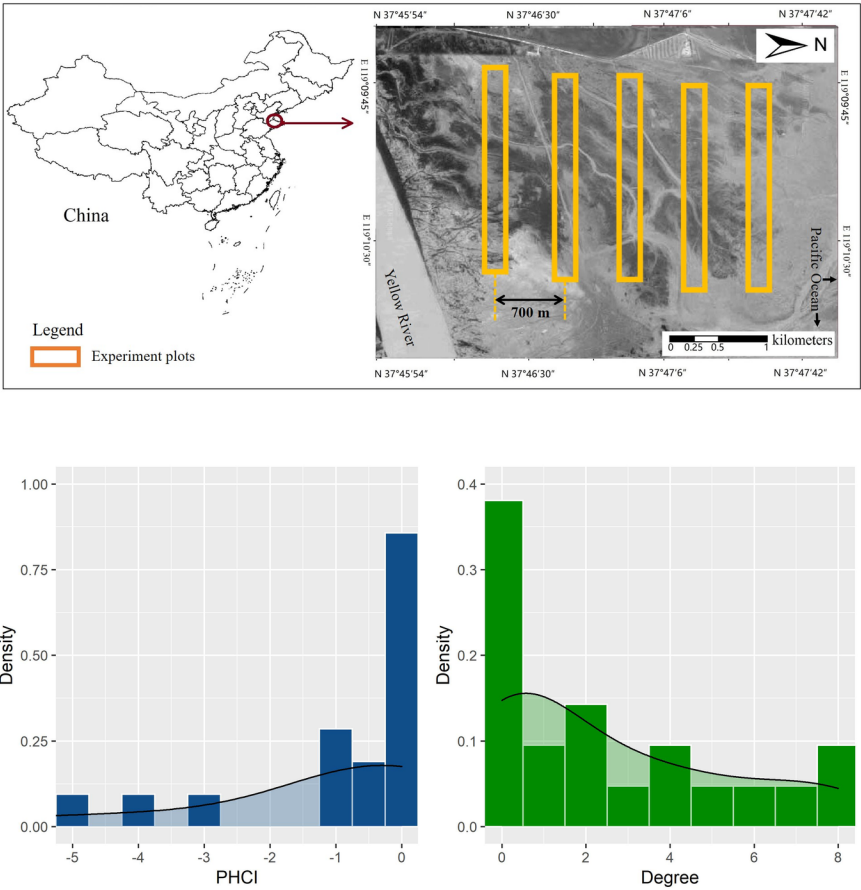 N 37°45'54" N 37°46'30" N 37°47'6" N 37°47'42"
N
E 119°09'45" E 119°09'45"
China
E 119°10'30" E 119°10'30"
Pacific Ocean
Yellow River
700 m
Legend
Experiment plots
0 0.25 0.5 1 kilometers
N 37°45'54" N 37°46'30" N 37°47'6" N 37°47'42"
1.00
0.75
0.50
0.25
0.00
Density
-5 -4 -3 -2 -1 0
PHCI
0.4
0.3
0.2
0.1
0.0
Density
0 2 4 6 8
Degree